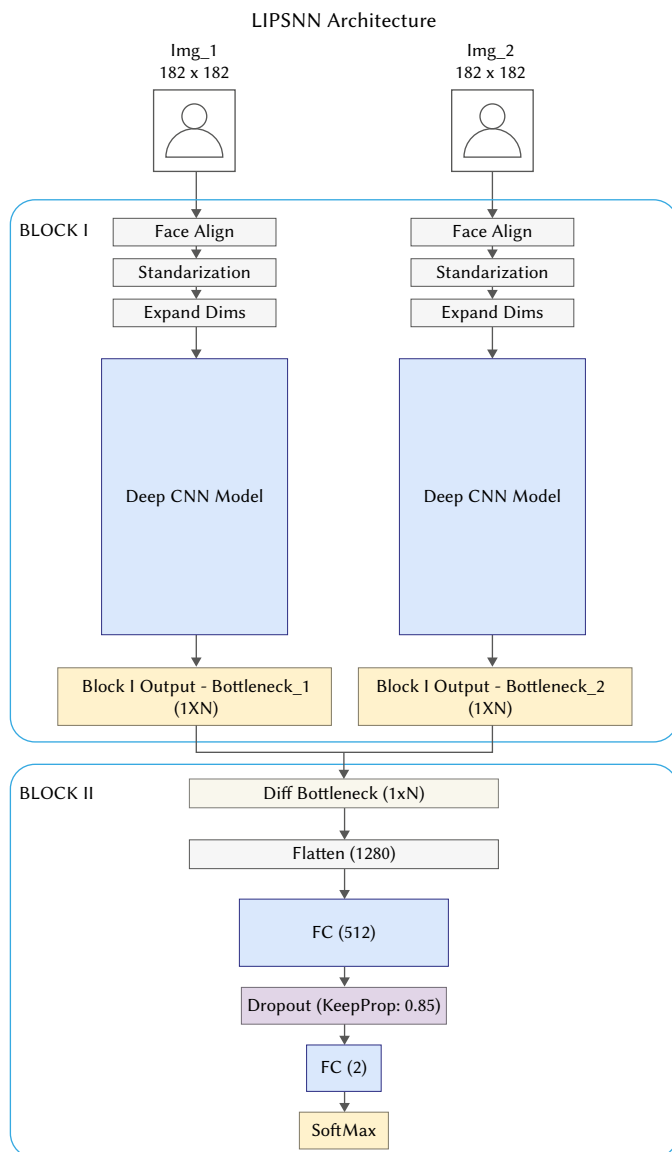 LIPSNN Architecture
Img_1
182 x 182
Img_2
182 x 182
BLOCK I
Face Align
Face Align
Standarization
Standarization
Expand Dims
Expand Dims
Deep CNN Model
Deep CNN Model
Block I Output - Bottleneck_1
(1XN)
Block I Output - Bottleneck_2
(1XN)
BLOCK II
Diff Bottleneck (1xN)
Flatten (1280)
FC (512)
Dropout (KeepProp: 0.85)
FC (2)
SoftMax